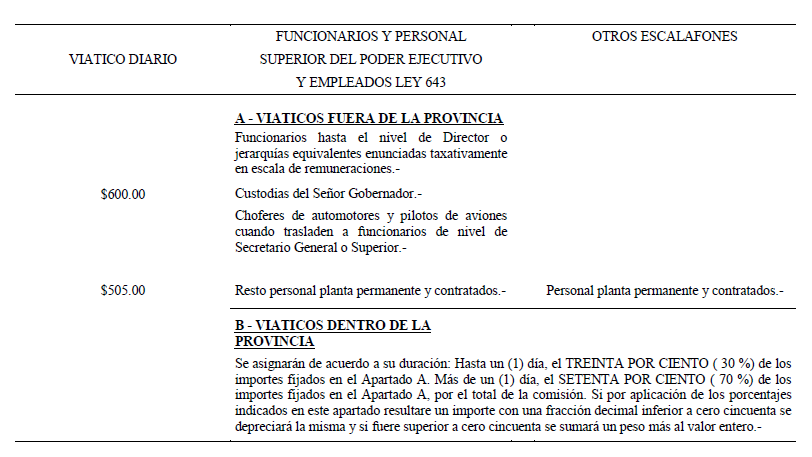 FUNCIONARIOS Y PERSONAL
OTROS ESCALAFONES
VIATICO DIARIO
SUPERIOR DEL PODER EJECUTIVO
Y EMPLEADOS LEY 643
A - VIATICOS FUERA DE LA PROVINCIA
Funcionarios hasta el nivel de Director o
jerarquías equivalentes enunciadas taxativamente
en escala de remuneraciones.-
$600.00
Custodias del Señor Gobernador.-
Choferes de automotores y pilotos de aviones
cuando trasladen a funcionarios de nivel de
Secretario General o Superior.-
$505.00
Resto personal planta permanente y contratados.-
Personal planta permanente y contratados.-
B - VIATICOS DENTRO DE LA
PROVINCIA
Se asignarán de acuerdo a su duración: Hasta un (1) día, el TREINTA POR CIENTO ( 30 %) de los
importes fijados en el Apartado A. Más de un (1) día, el SETENTA POR CIENTO ( 70 %) de los
importes fijados en el Apartado A, por el total de la comisión. Si por aplicación de los porcentajes
indicados en este apartado resultare un importe con una fracción decimal inferior a cero cincuenta se
depreciará la misma y si fuere superior a cero cincuenta se sumará un peso más al valor entero.-